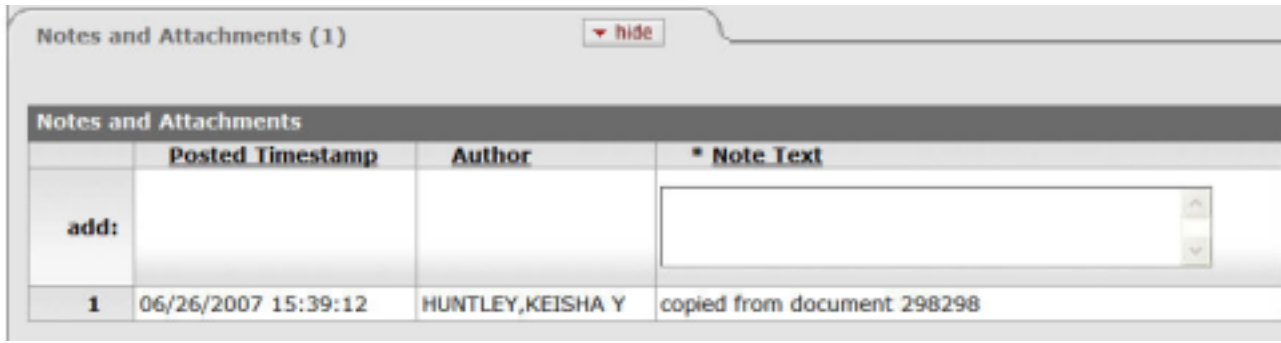 Notes and Attachments (1) hide
Notes and Attachments
Posted Timestamp Author * Note Text
add:
1 06/26/2007 15:39:12 HUNTLEY,KEISHA Y copied from document 298298